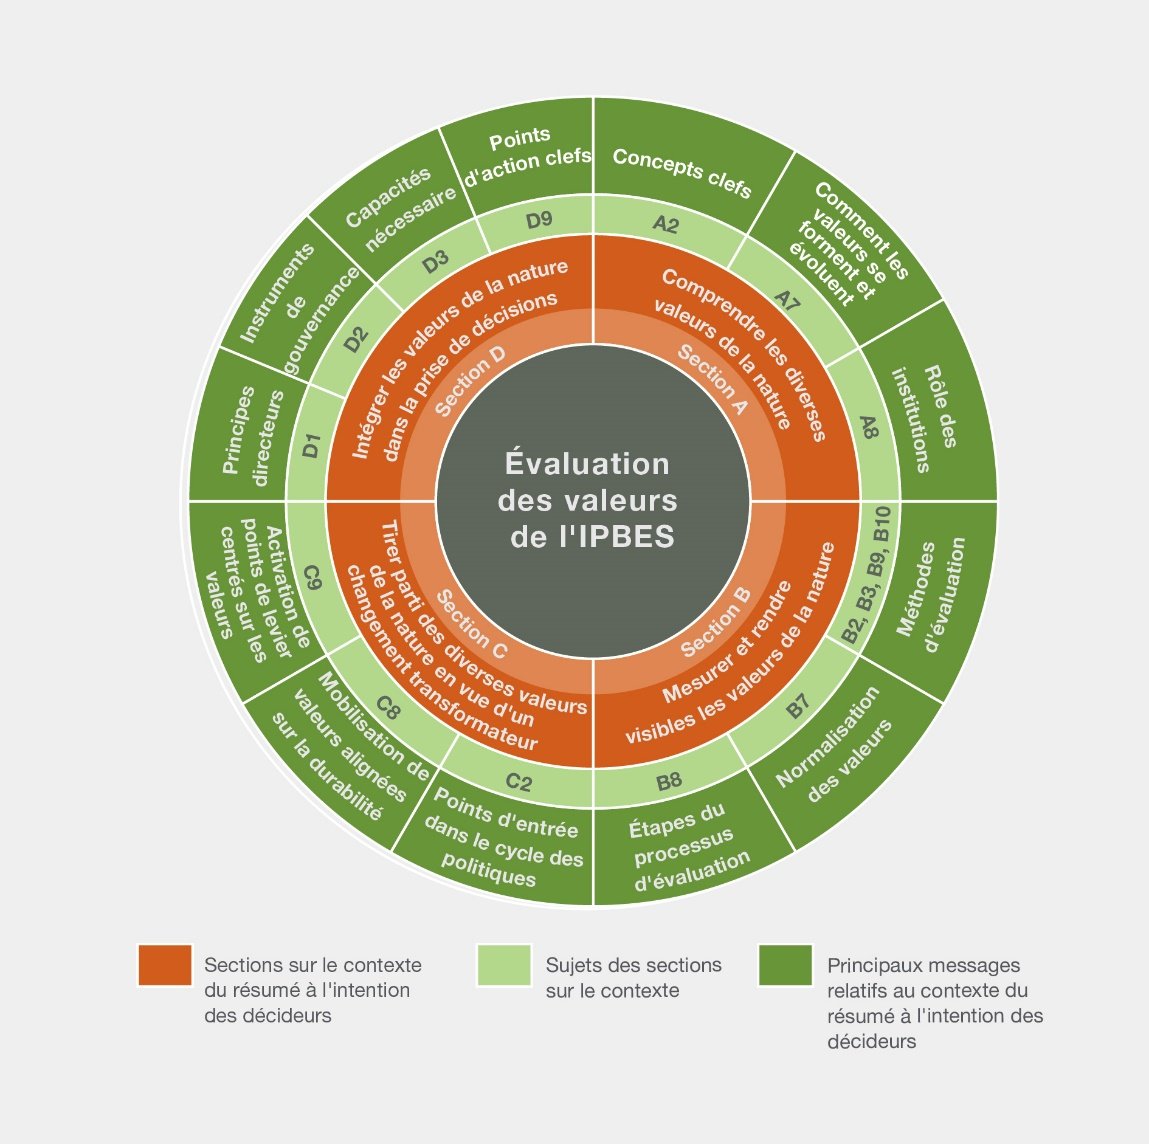 Évaluation
des valeurs
de l'IPBES
Section A
Comprendre les diverses
valeurs de la nature
A2
Concepts clefs
A7
Comment les
valeurs se
forment et
évoluent
A8
Rôle des
institutions
Section B
Mesurer et rendre
visibles les valeurs de la nature
B2, B3, B9, B10
Méthodes
d'évaluation
B7
Normalisation
des valeurs
B8
Étapes du
processus
d'évaluation
Section C
Tirer parti des diverses valeurs
de la nature en vue d'un
changement transformateur
C2
Points d'entrée
dans le cycle des
politiques
C8
Mobilisation de
valeurs alignées
sur la durabilité
C9
Activation de
points de levier
centrés sur les
valeurs
Section D
Intégrer les valeurs de la nature
dans la prise de décisions
D1
Principes
directeurs
D2
Instruments
de
gouvernance
D3
Capacités
nécessaire
D9
Points
d'action clefs
Sections sur le contexte
du résumé à l'intention
des décideurs
Sujets des sections
sur le contexte
Principaux messages
relatifs au contexte du
résumé à l'intention des
décideurs